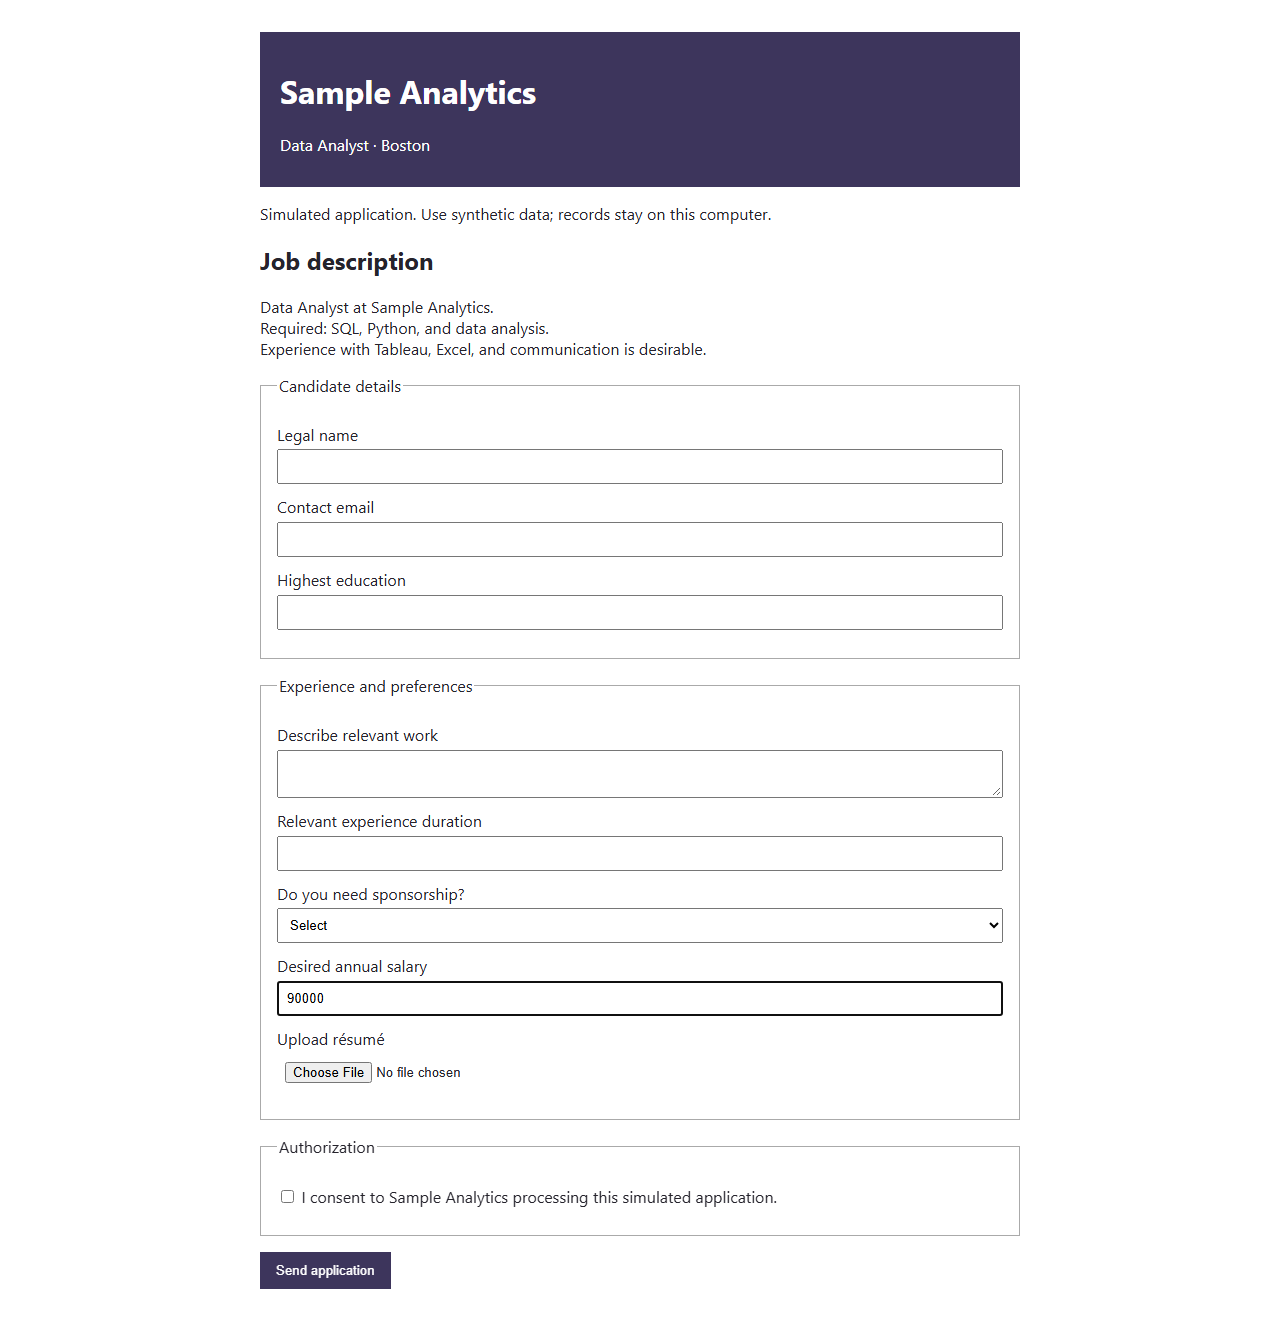 Sample Analytics
Data Analyst · Boston
Simulated application. Use synthetic data; records stay on this computer.
Job description
Data Analyst at Sample Analytics.
Required: SQL, Python, and data analysis.
Experience with Tableau, Excel, and communication is desirable.
Candidate details
Legal name
Contact email
Highest education
Experience and preferences
Describe relevant work
Relevant experience duration
Do you need sponsorship?
Select
Desired annual salary
90000
Upload résumé
Choose File No file chosen
Authorization
I consent to Sample Analytics processing this simulated application.
Send application